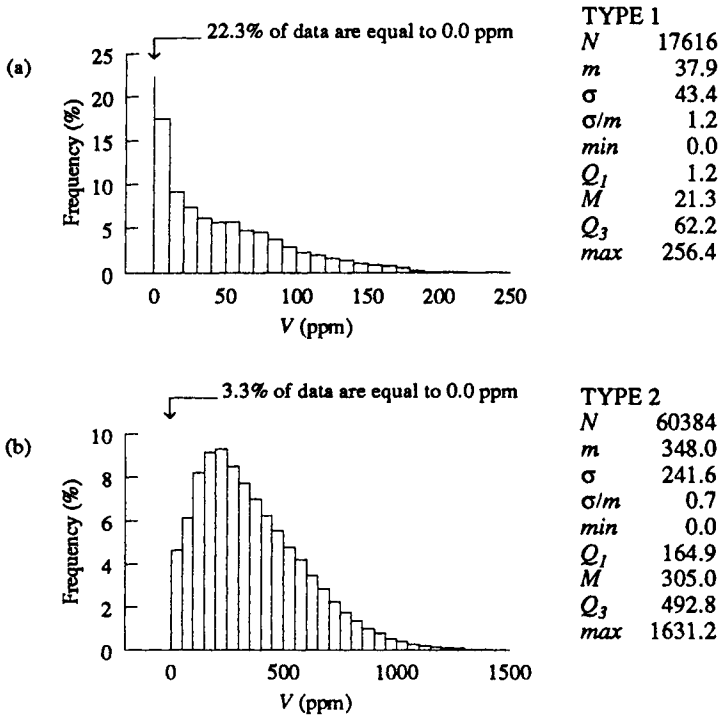 22.3% of data are equal to 0.0 ppm
(a)
Frequency (%)
25
20
15
10
5
0
0 50 100 150 200 250
V (ppm)
TYPE 1
N 17616
m 37.9
σ 43.4
σ/m 1.2
min 0.0
Q1 1.2
M 21.3
Q3 62.2
max 256.4
3.3% of data are equal to 0.0 ppm
(b)
Frequency (%)
10
8
6
4
2
0
0 500 1000 1500
V (ppm)
TYPE 2
N 60384
m 348.0
σ 241.6
σ/m 0.7
min 0.0
Q1 164.9
M 305.0
Q3 492.8
max 1631.2